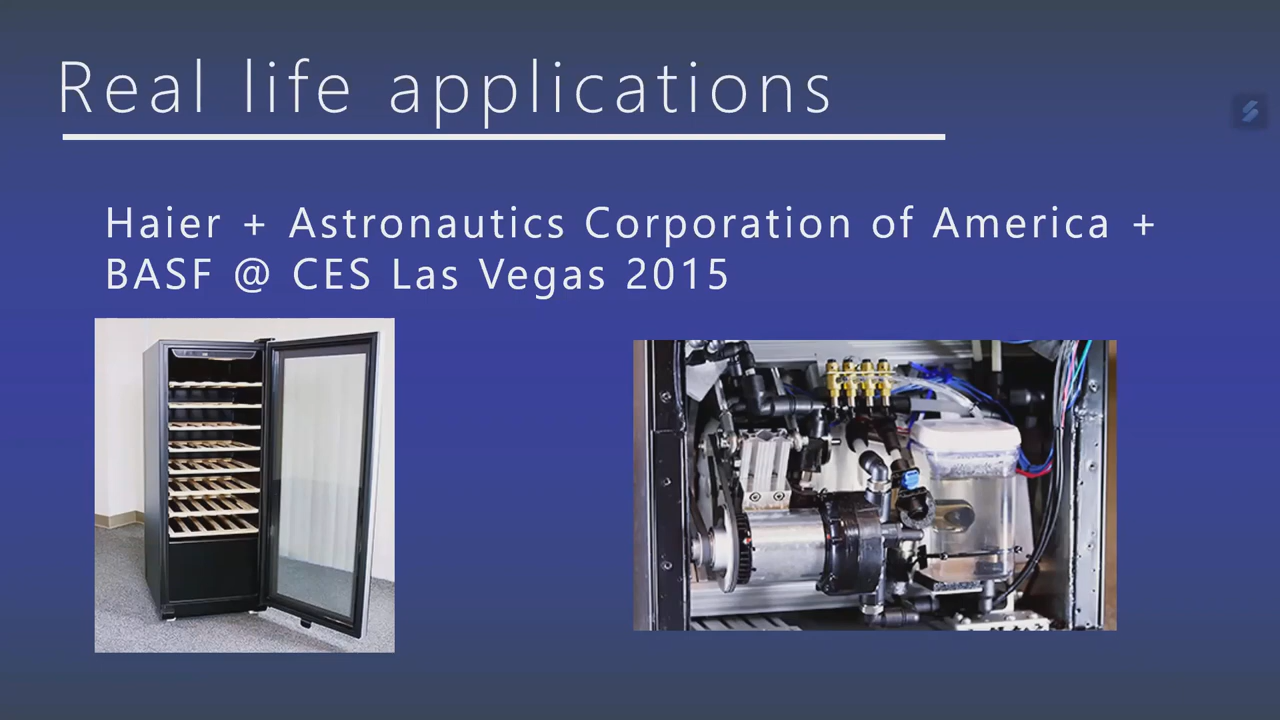 Real life applications
Haier + Astronautics Corporation of America +
BASF @ CES Las Vegas 2015